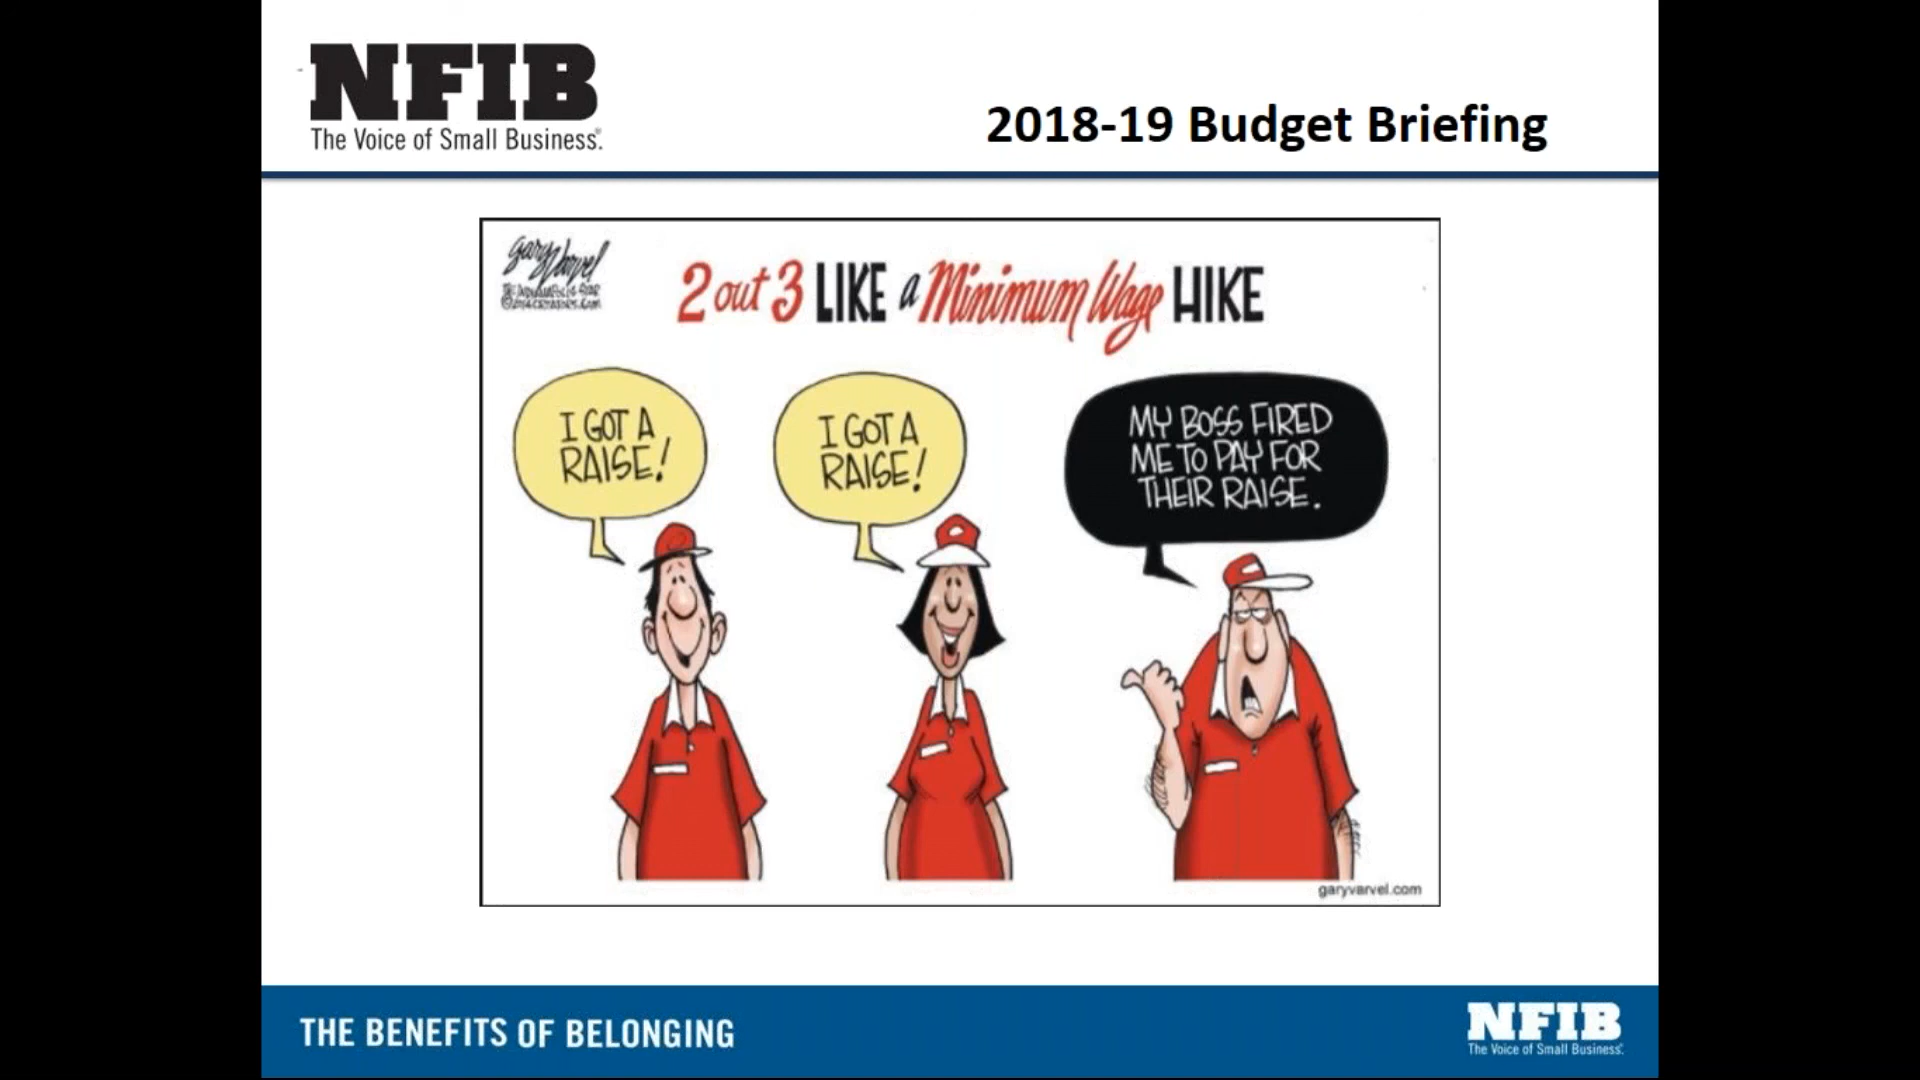 NFIB
The Voice of Small Business®
2018-19 Budget Briefing
Gary Varvel
2 out 3 LIKE a Minimum Wage HIKE
I GOT A
RAISE!
I GOT A
RAISE!
MY BOSS FIRED
ME TO PAY FOR
THEIR RAISE.
garyvarvel.com
THE BENEFITS OF BELONGING
NFIB
The Voice of Small Business®